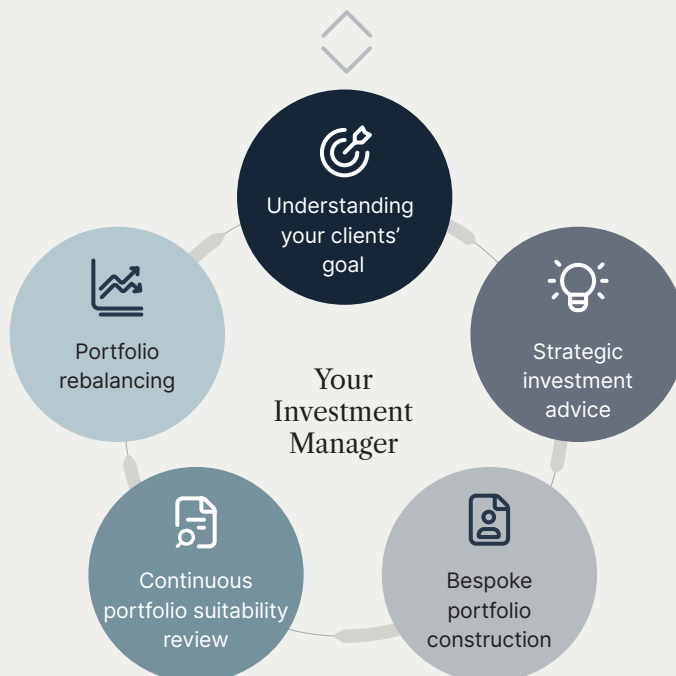 Understanding
your clients’
goal
Portfolio
rebalancing
Strategic
investment
advice
Your
Investment
Manager
Continuous
portfolio suitability
review
Bespoke
portfolio
construction